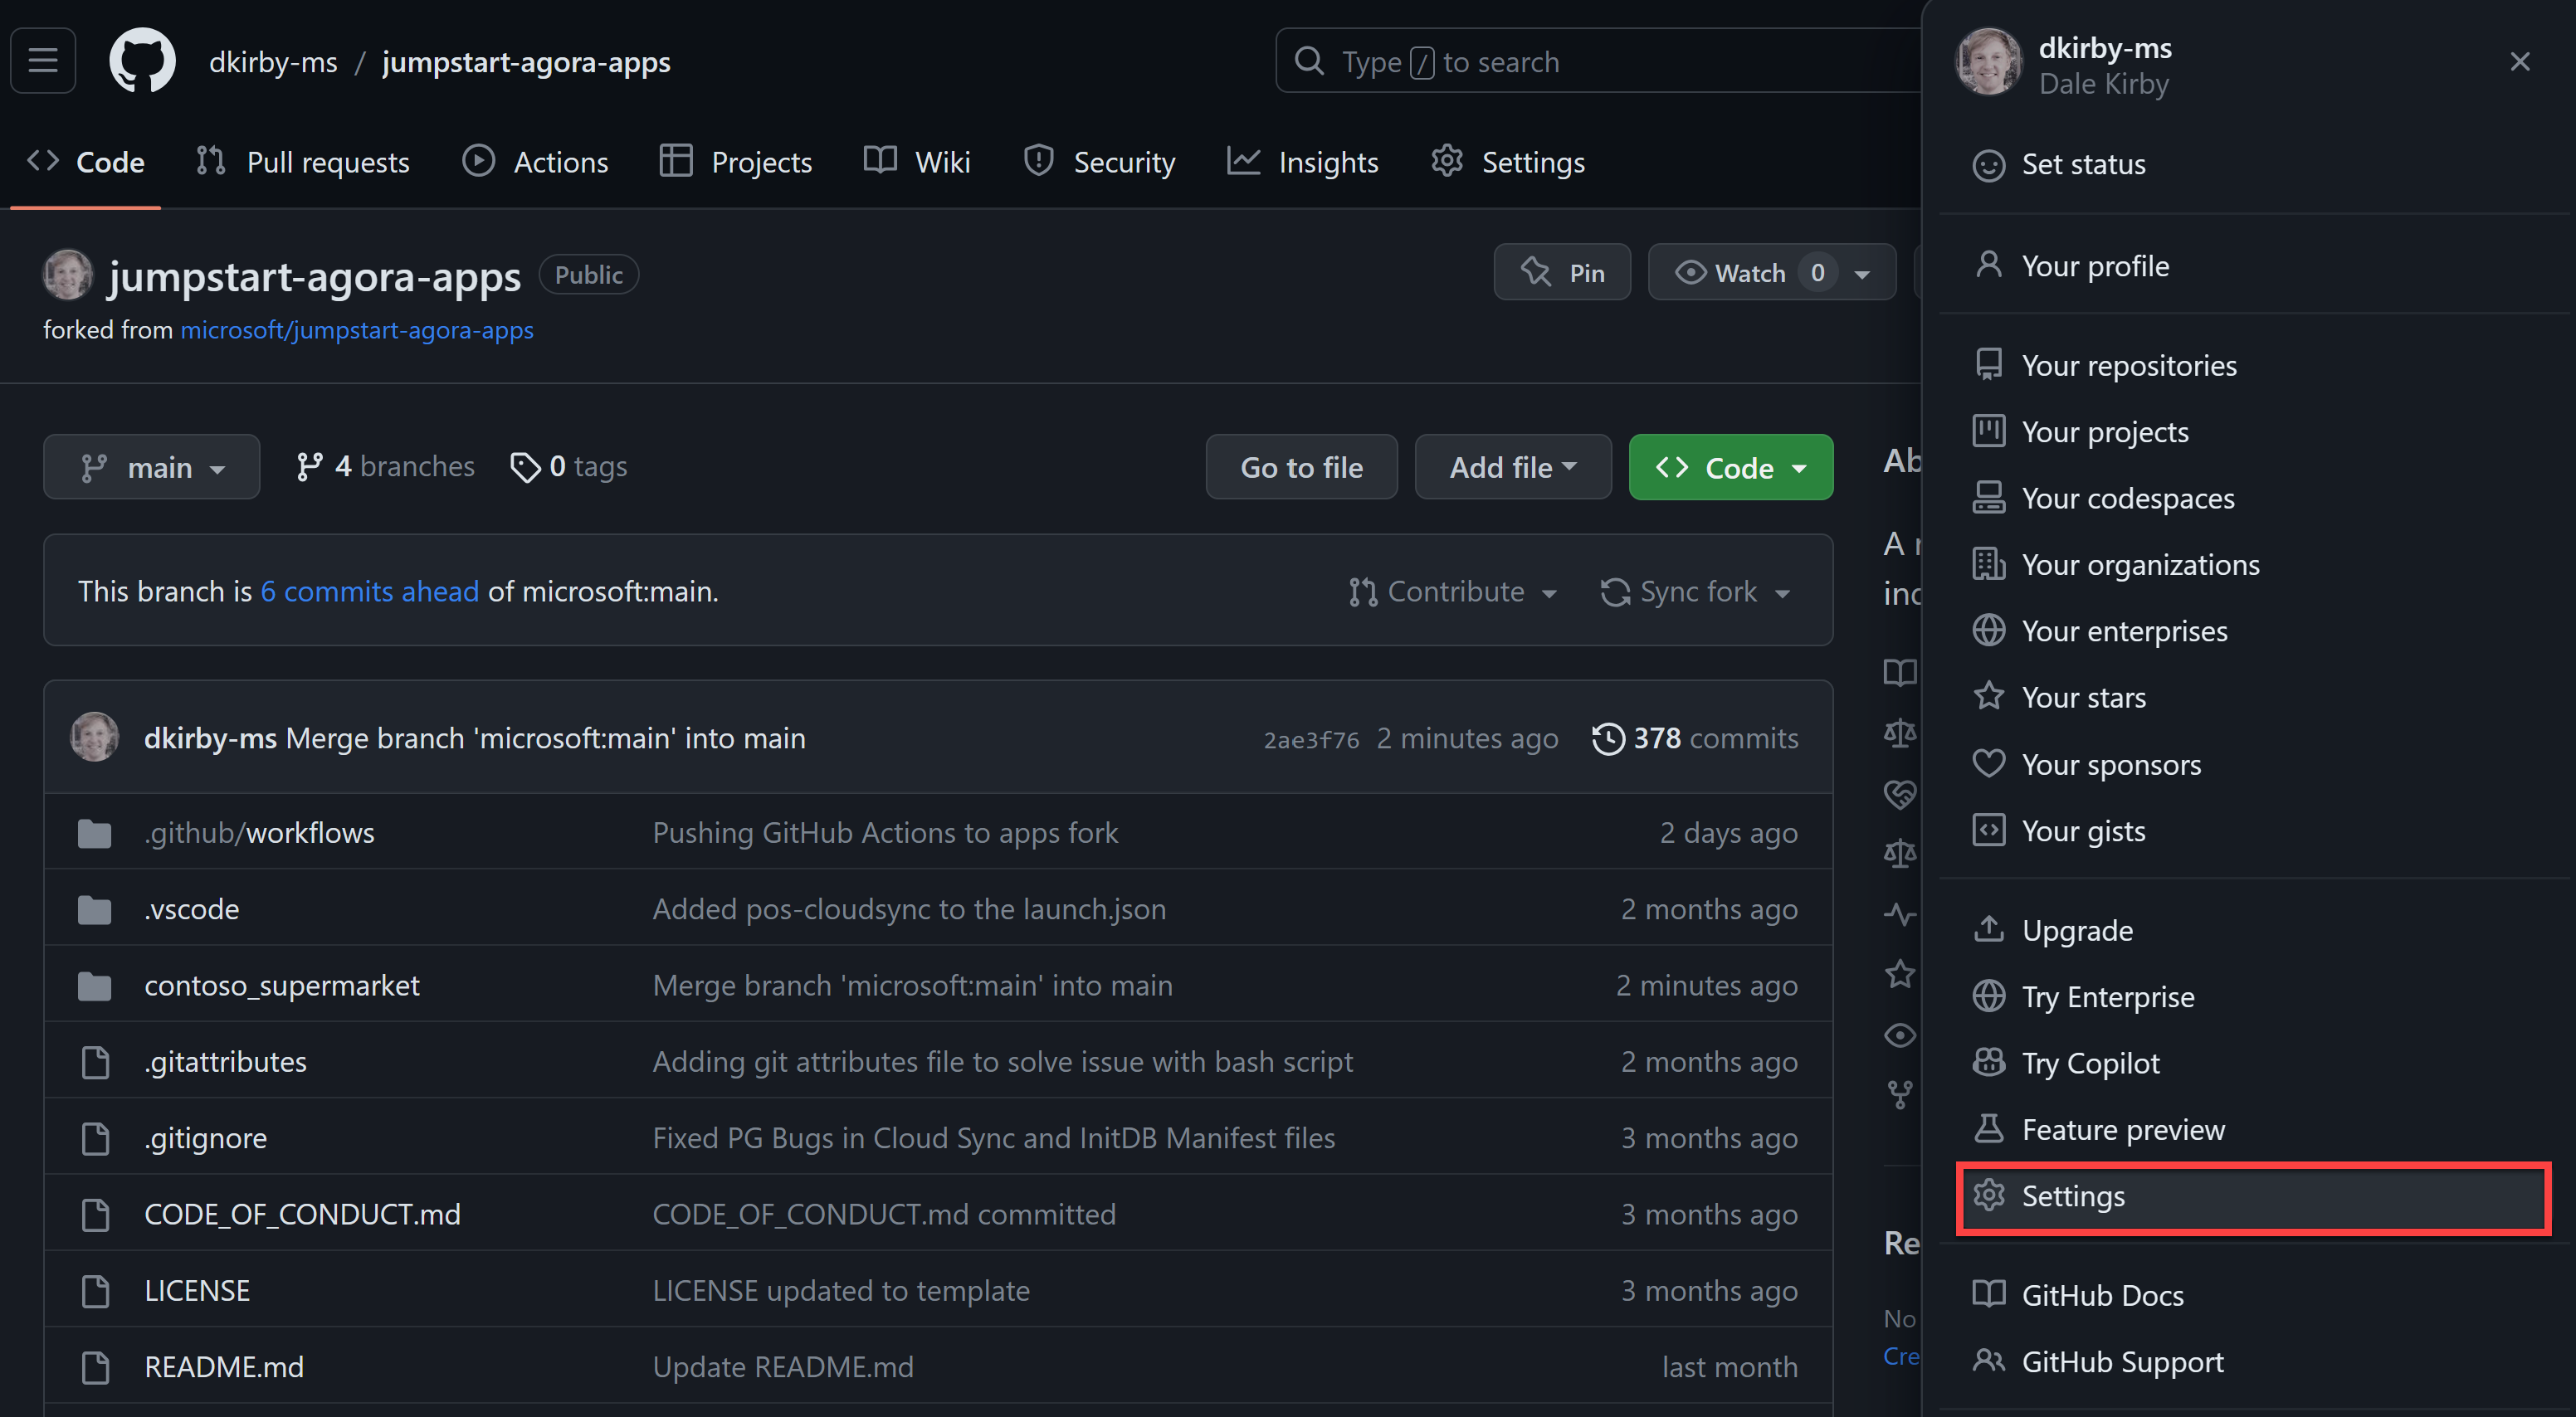 dkirby-ms / jumpstart-agora-apps
Type / to search
Code Pull requests Actions Projects Wiki Security Insights Settings
jumpstart-agora-apps Public
Pin Watch 0
forked from microsoft/jumpstart-agora-apps
main 4 branches 0 tags Go to file Add file Code
This branch is 6 commits ahead of microsoft:main. Contribute Sync fork
dkirby-ms Merge branch 'microsoft:main' into main 2ae3f76 2 minutes ago 378 commits
.github/workflows Pushing GitHub Actions to apps fork 2 days ago
.vscode Added pos-cloudsync to the launch.json 2 months ago
contoso_supermarket Merge branch 'microsoft:main' into main 2 minutes ago
.gitattributes Adding git attributes file to solve issue with bash script 2 months ago
.gitignore Fixed PG Bugs in Cloud Sync and InitDB Manifest files 3 months ago
CODE_OF_CONDUCT.md CODE_OF_CONDUCT.md committed 3 months ago
LICENSE LICENSE updated to template 3 months ago
README.md Update README.md last month
Ab
A r
inc
Re
No
Cre
dkirby-ms
Dale Kirby
Set status
Your profile
Your repositories
Your projects
Your codespaces
Your organizations
Your enterprises
Your stars
Your sponsors
Your gists
Upgrade
Try Enterprise
Try Copilot
Feature preview
Settings
GitHub Docs
GitHub Support